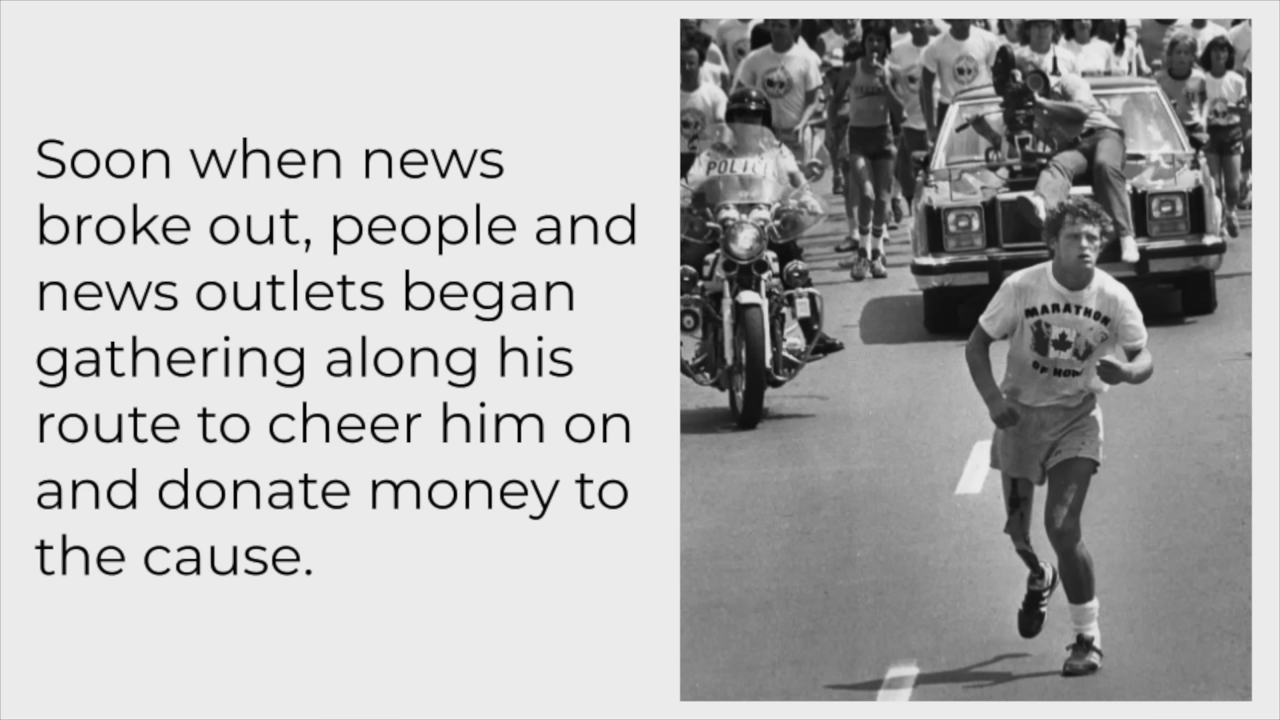 Soon when news
broke out, people and
news outlets began
gathering along his
route to cheer him on
and donate money to
the cause.
POLICE
MARATHON
OF HOPE